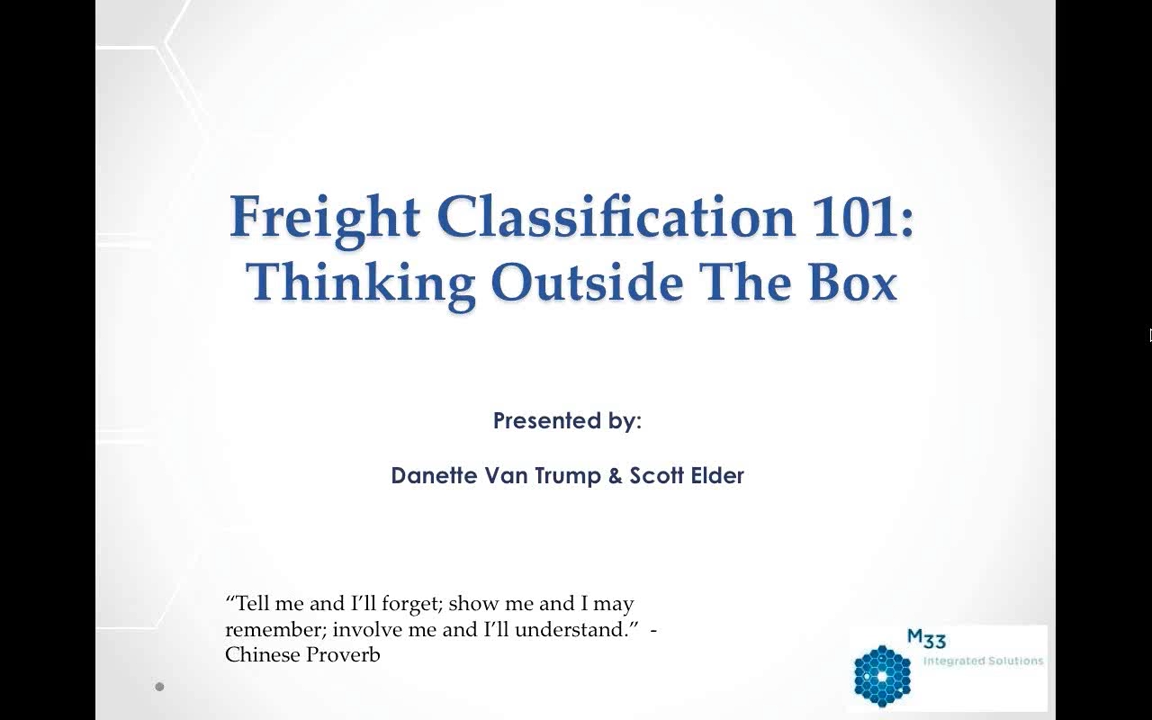 Freight Classification 101:
Thinking Outside The Box
Presented by:
Danette Van Trump & Scott Elder
“Tell me and I’ll forget; show me and I may
remember; involve me and I’ll understand.” -
Chinese Proverb
M33
Integrated Solutions